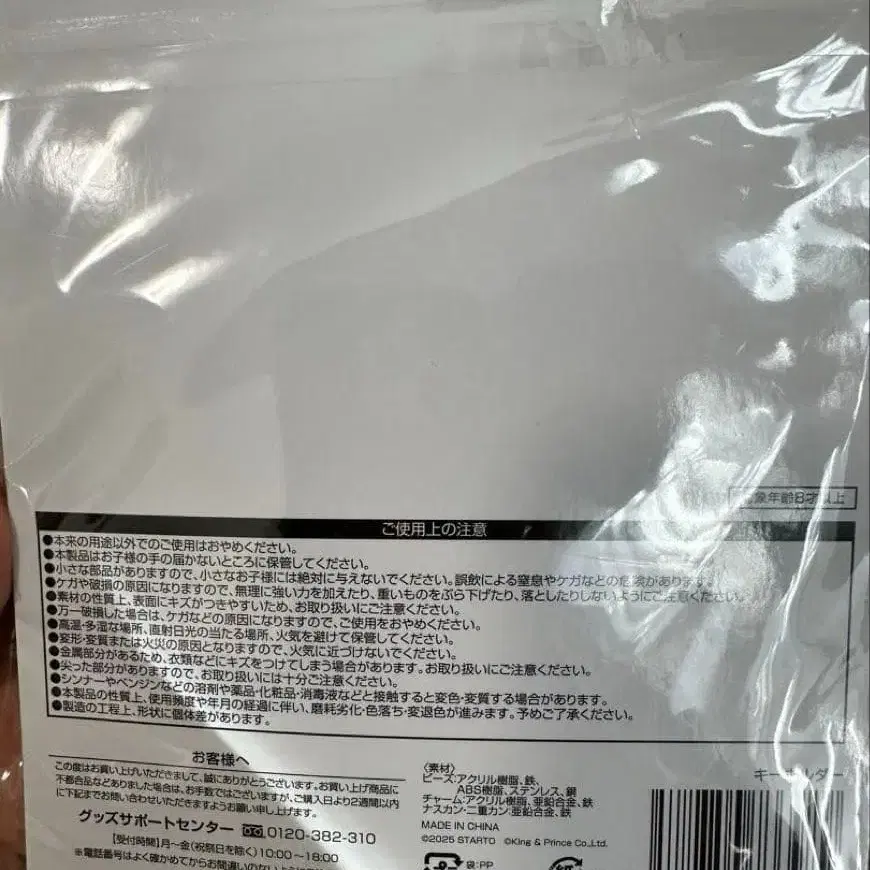 対象年齢8才以上
ご使用上の注意
●本来の用途以外でのご使用はおやめください。
●本製品はお子様の手の届かないところに保管してください。
●小さな部品がありますので、小さなお子様には絶対に与えないでください。誤飲による窒息やケガなどの危険があります。
●ケガや破損の原因になりますので、無理に強い力を加えたり、重いものをぶら下げたり、落としたりしないようにご注意ください。
●素材の性質上、表面にキズがつきやすいため、お取り扱いにご注意ください。
●万一破損した場合は、ケガなどの原因になりますので、ご使用をおやめください。
●高温・多湿な場所、直射日光の当たる場所、火気を避けて保管してください。
●変形・変質または火災の原因となりますので、火気に近づけないでください。
●金属部分があるため、衣類などにキズをつけてしまう場合があります。お取り扱いにご注意ください。
●尖った部分がありますので、お取り扱いには十分ご注意ください。
●シンナーやベンジンなどの溶剤や薬品・化粧品・消毒液などと接触すると変色・変質する場合があります。
●本製品の性質上、使用頻度や年月の経過に伴い、磨耗劣化・色落ち・変退色が進みます。予めご了承ください。
●製造の工程上、形状に個体差があります。
お客様へ
この度はお買い上げいただきまして、誠にありがとうございます。お買い上げ商品に
不都合などありました場合は、お手数ではございますが、ご購入日より2週間以内
に下記までお問い合わせいただきますようお願い申し上げます。
グッズサポートセンター 0120-382-310
【受付時間】月〜金(祝祭日を除く)10:00〜18:00
※電話番号はよく確かめてからお間違いのないように
〈素材〉
ビーズ:アクリル樹脂、鉄、
ABS樹脂、ステンレス、銅
チャーム:アクリル樹脂、亜鉛合金、鉄
ナスカン・二重カン:亜鉛合金、鉄
MADE IN CHINA
©2025 STARTO ©King & Prince Co.,Ltd.
袋:PP
キーホルダー